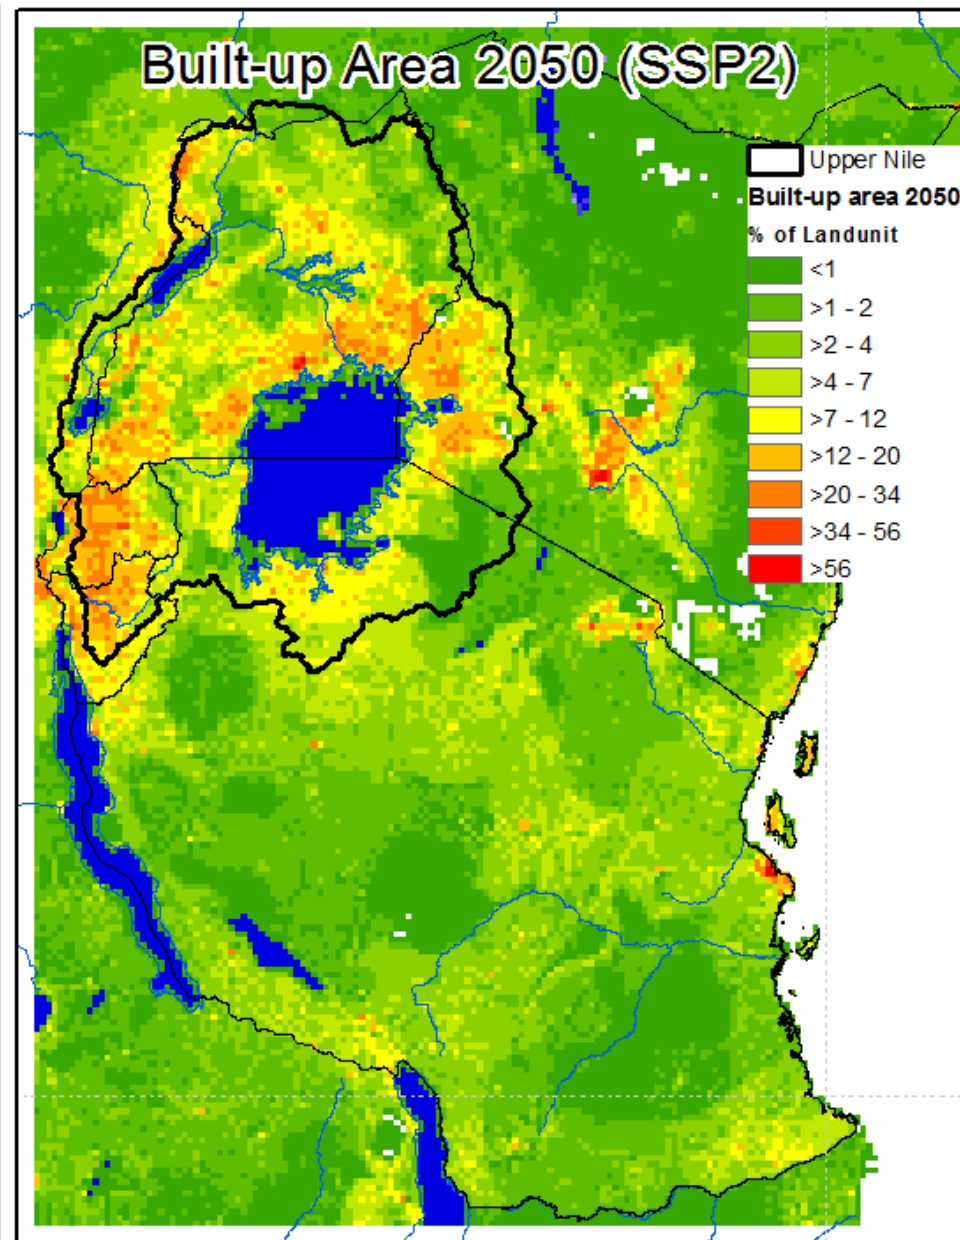 Built-up Area 2050 (SSP2)
Upper Nile
Built-up area 2050
% of Landunit
<1
>1 - 2
>2 - 4
>4 - 7
>7 - 12
>12 - 20
>20 - 34
>34 - 56
>56